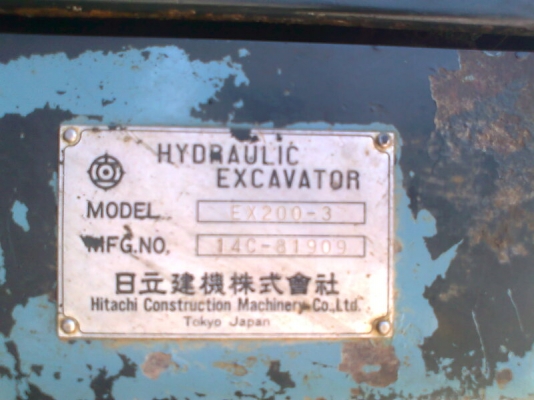 HYDRAULIC
EXCAVATOR
MODEL EX200-3
MFG.NO. 14C-81909
日立建機株式會社
Hitachi Construction Machinery Co.,Ltd.
Tokyo Japan